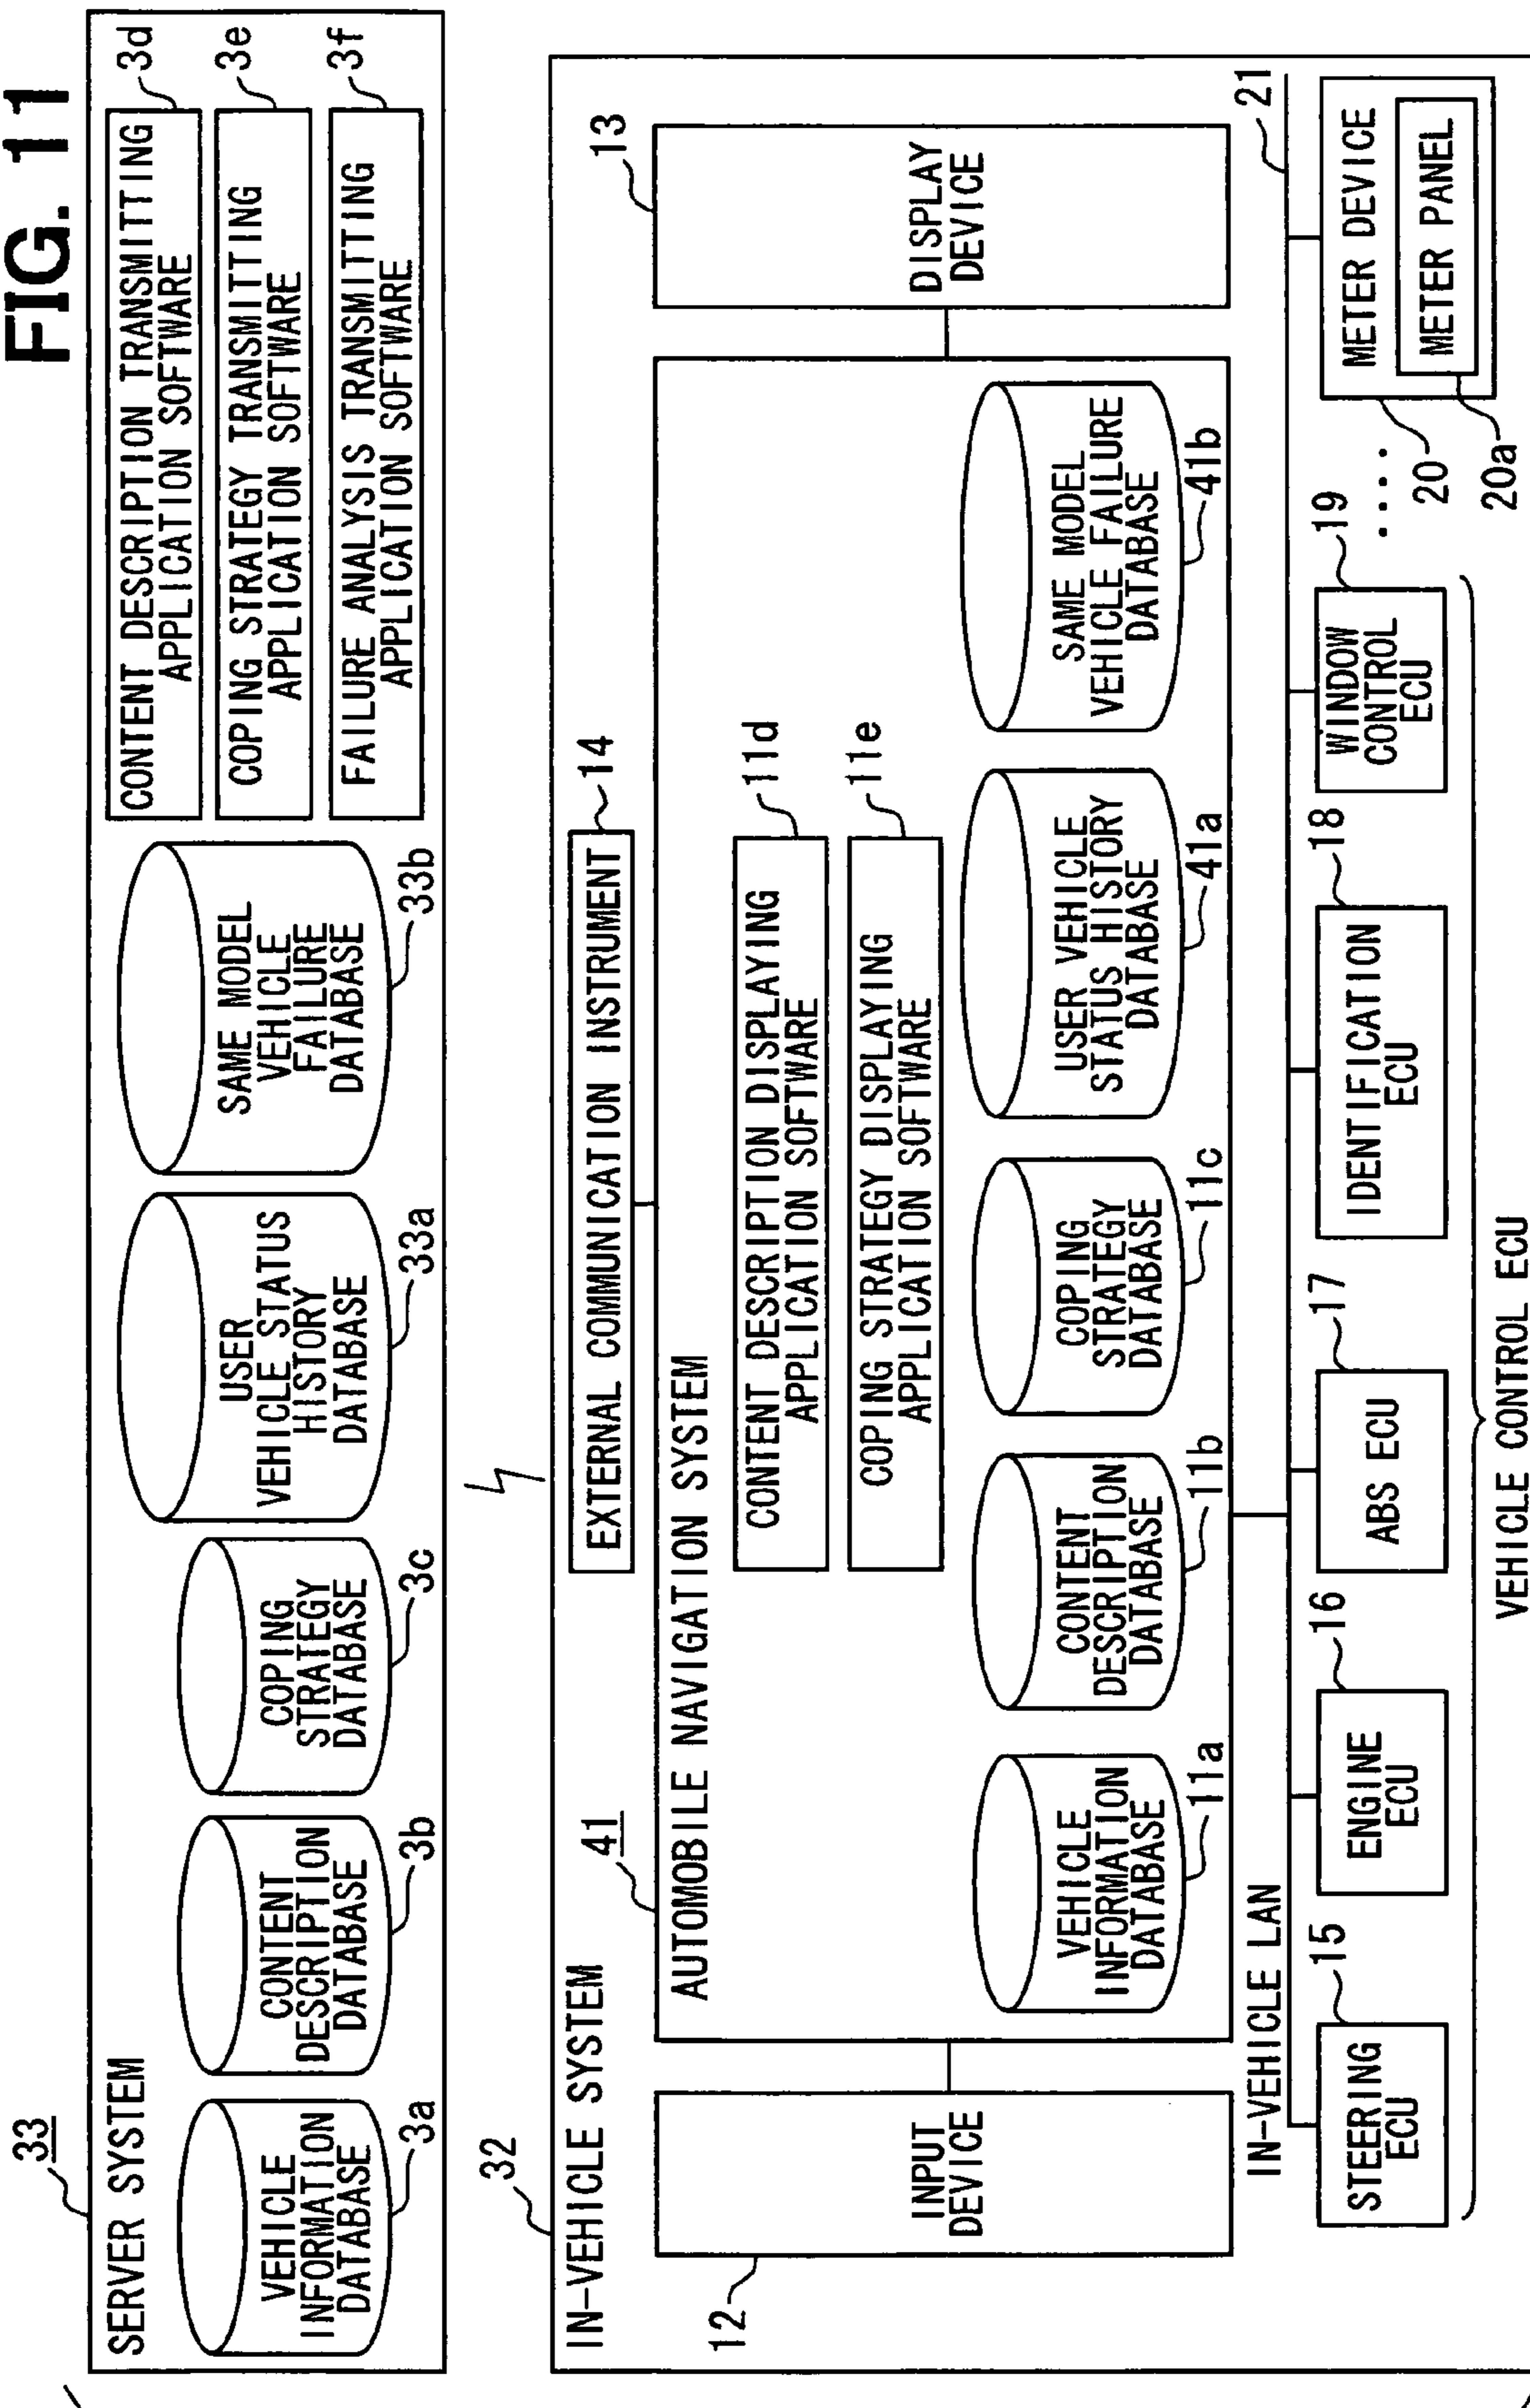 FIG. 11
33
SERVER SYSTEM
VEHICLE
INFORMATION
DATABASE
3a
CONTENT
DESCRIPTION
DATABASE
3b
COPING
STRATEGY
DATABASE
3c
USER
VEHICLE STATUS
HISTORY
DATABASE
33a
SAME MODEL
VEHICLE
FAILURE
DATABASE
33b
CONTENT DESCRIPTION TRANSMITTING
APPLICATION SOFTWARE
3d
COPING STRATEGY TRANSMITTING
APPLICATION SOFTWARE
3e
FAILURE ANALYSIS TRANSMITTING
APPLICATION SOFTWARE
3f
32
IN-VEHICLE SYSTEM
EXTERNAL COMMUNICATION INSTRUMENT
14
12
INPUT
DEVICE
41
AUTOMOBILE NAVIGATION SYSTEM
CONTENT DESCRIPTION DISPLAYING
APPLICATION SOFTWARE
11d
COPING STRATEGY DISPLAYING
APPLICATION SOFTWARE
11e
VEHICLE
INFORMATION
DATABASE
11a
CONTENT
DESCRIPTION
DATABASE
11b
COPING
STRATEGY
DATABASE
11c
USER VEHICLE
STATUS HISTORY
DATABASE
41a
SAME MODEL
VEHICLE FAILURE
DATABASE
41b
DISPLAY
DEVICE
13
IN-VEHICLE LAN
21
STEERING
ECU
15
ENGINE
ECU
16
ABS ECU
17
IDENTIFICATION
ECU
18
WINDOW
CONTROL
ECU
19
....
METER DEVICE
20
METER PANEL
20a
VEHICLE CONTROL ECU